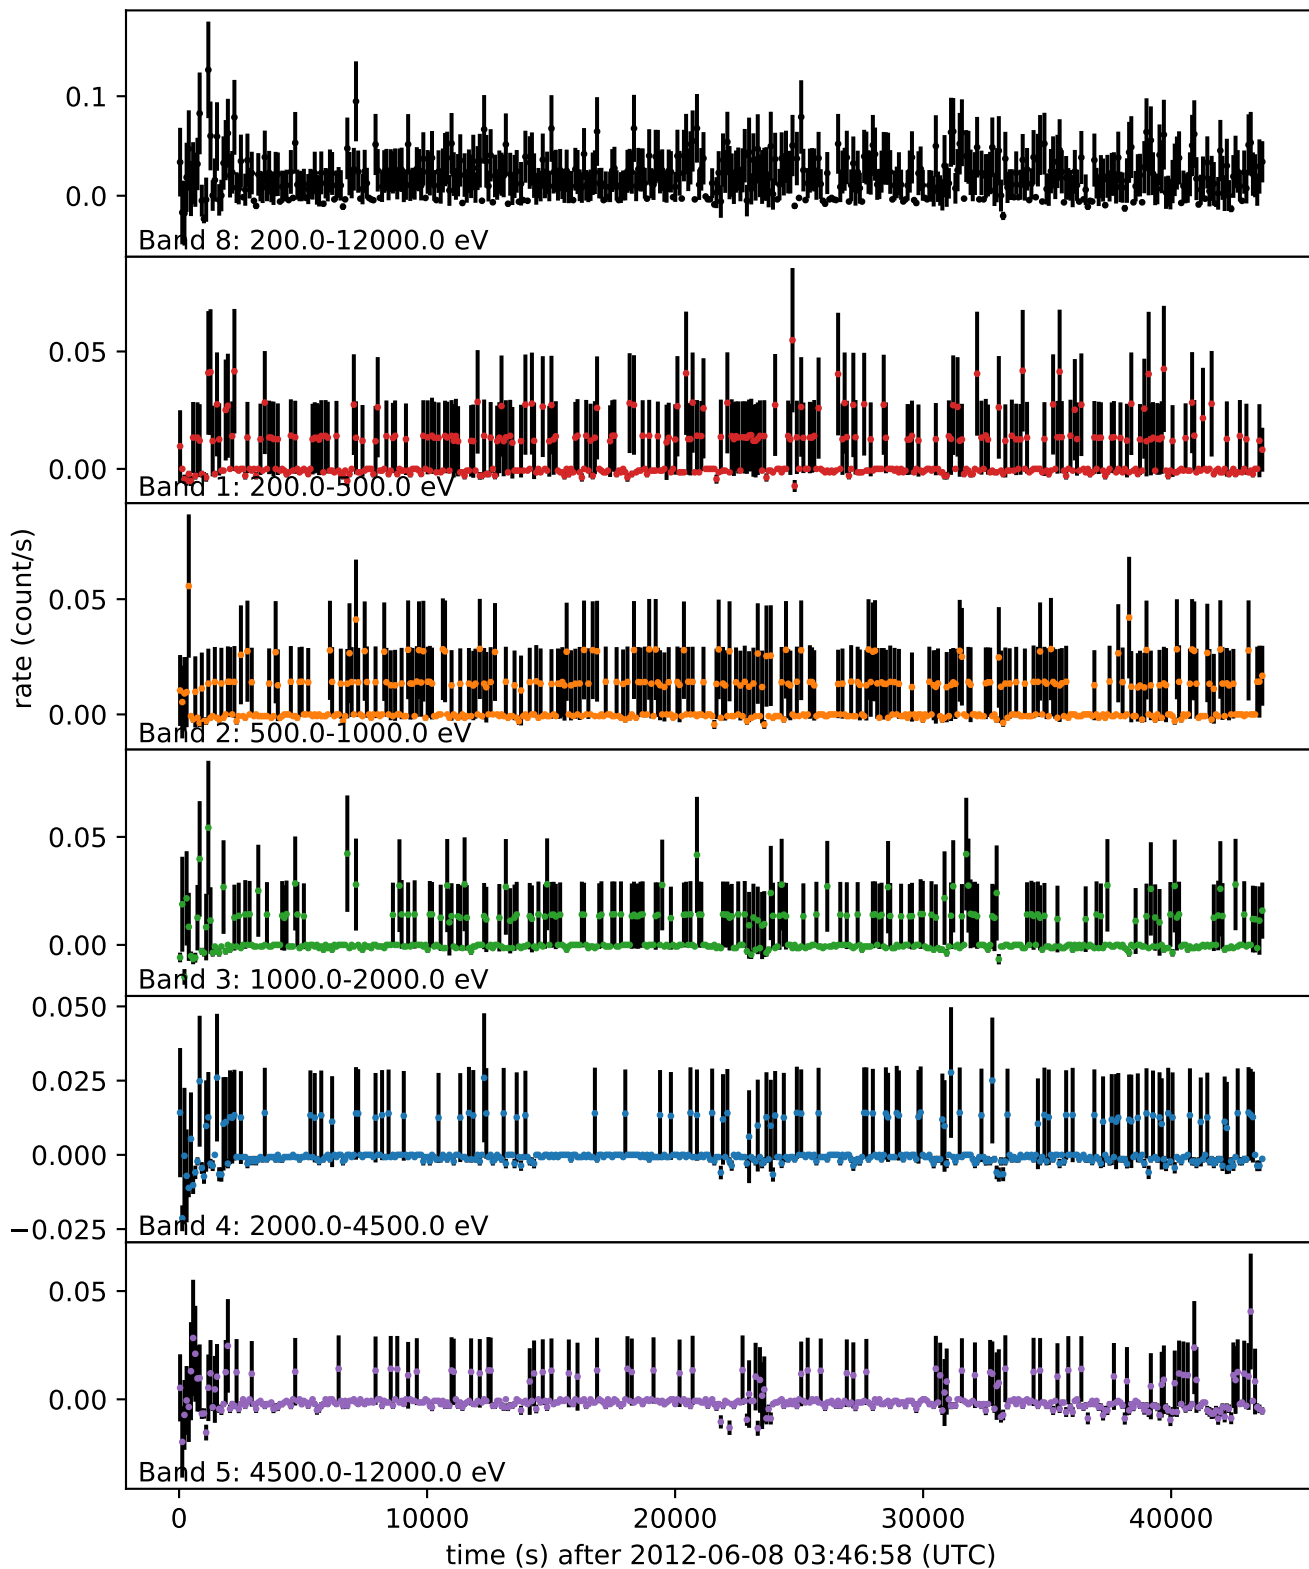 0.1
0.0
Band 8: 200.0-12000.0 eV
0.05
0.00
Band 1: 200.0-500.0 eV
rate (count/s)
0.05
0.00
Band 2: 500.0-1000.0 eV
0.05
0.00
Band 3: 1000.0-2000.0 eV
0.050
0.025
0.000
−0.025
Band 4: 2000.0-4500.0 eV
0.05
0.00
Band 5: 4500.0-12000.0 eV
0 10000 20000 30000 40000
time (s) after 2012-06-08 03:46:58 (UTC)